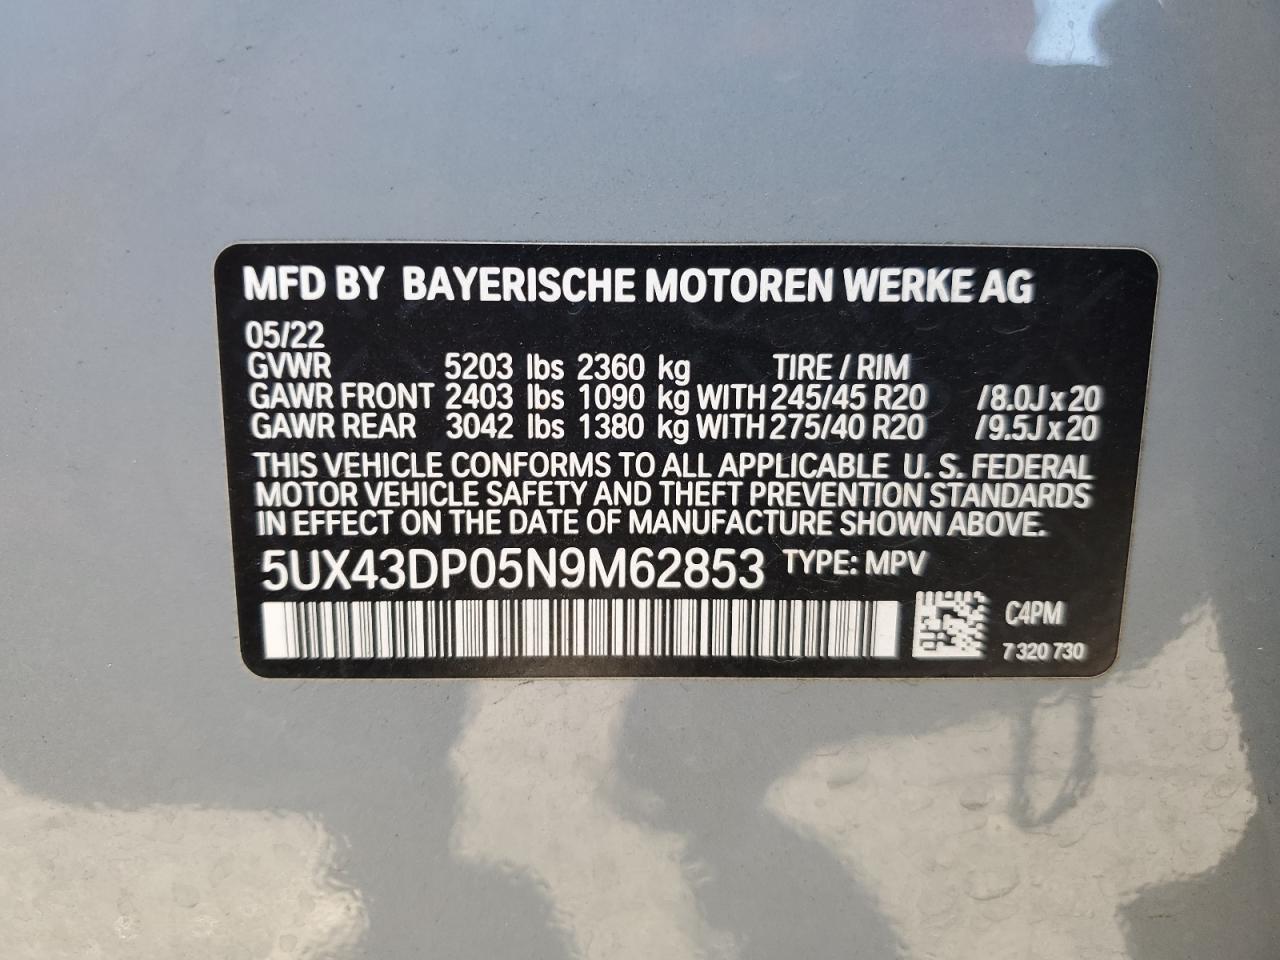 MFD BY BAYERISCHE MOTOREN WERKE AG
05/22
GVWR 5203 lbs 2360 kg TIRE / RIM
GAWR FRONT 2403 lbs 1090 kg WITH 245/45 R20 /8.0J x 20
GAWR REAR 3042 lbs 1380 kg WITH 275/40 R20 /9.5J x 20
THIS VEHICLE CONFORMS TO ALL APPLICABLE U. S. FEDERAL
MOTOR VEHICLE SAFETY AND THEFT PREVENTION STANDARDS
IN EFFECT ON THE DATE OF MANUFACTURE SHOWN ABOVE.
5UX43DP05N9M62853 TYPE: MPV
C4PM
7 320 730